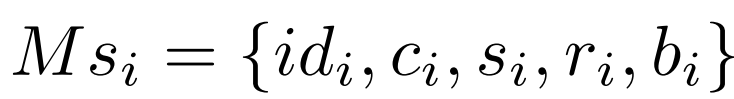 Ms_i = {id_i, c_i, s_i, r_i, b_i}